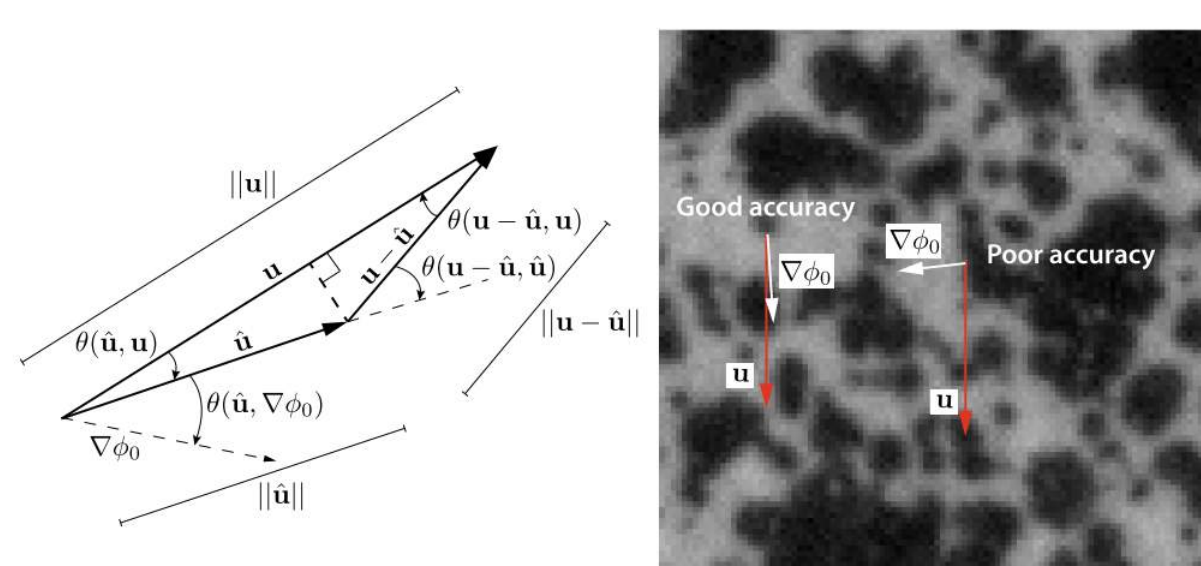 ||u||
θ(u − û, u)
u
u − û
θ(u − û, û)
θ(û, u)
û
||u − û||
θ(û, ∇ϕ₀)
∇ϕ₀
||û||
Good accuracy
∇ϕ₀
Poor accuracy
∇ϕ₀
u
u